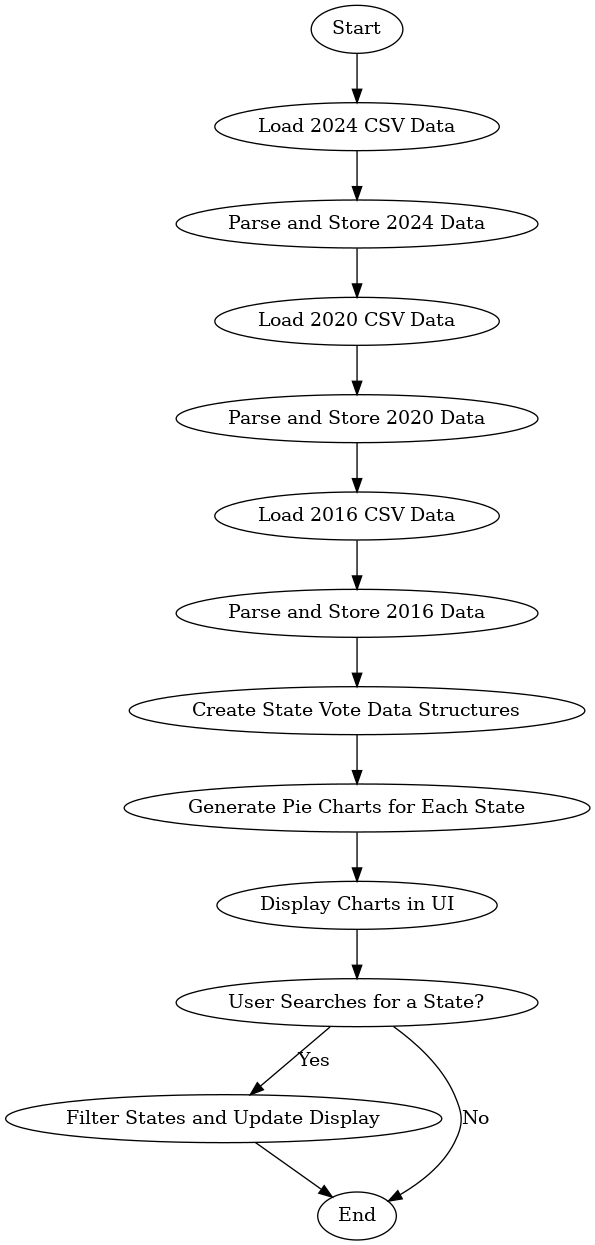 Start
Load 2024 CSV Data
Parse and Store 2024 Data
Load 2020 CSV Data
Parse and Store 2020 Data
Load 2016 CSV Data
Parse and Store 2016 Data
Create State Vote Data Structures
Generate Pie Charts for Each State
Display Charts in UI
User Searches for a State?
Yes
Filter States and Update Display
No
End